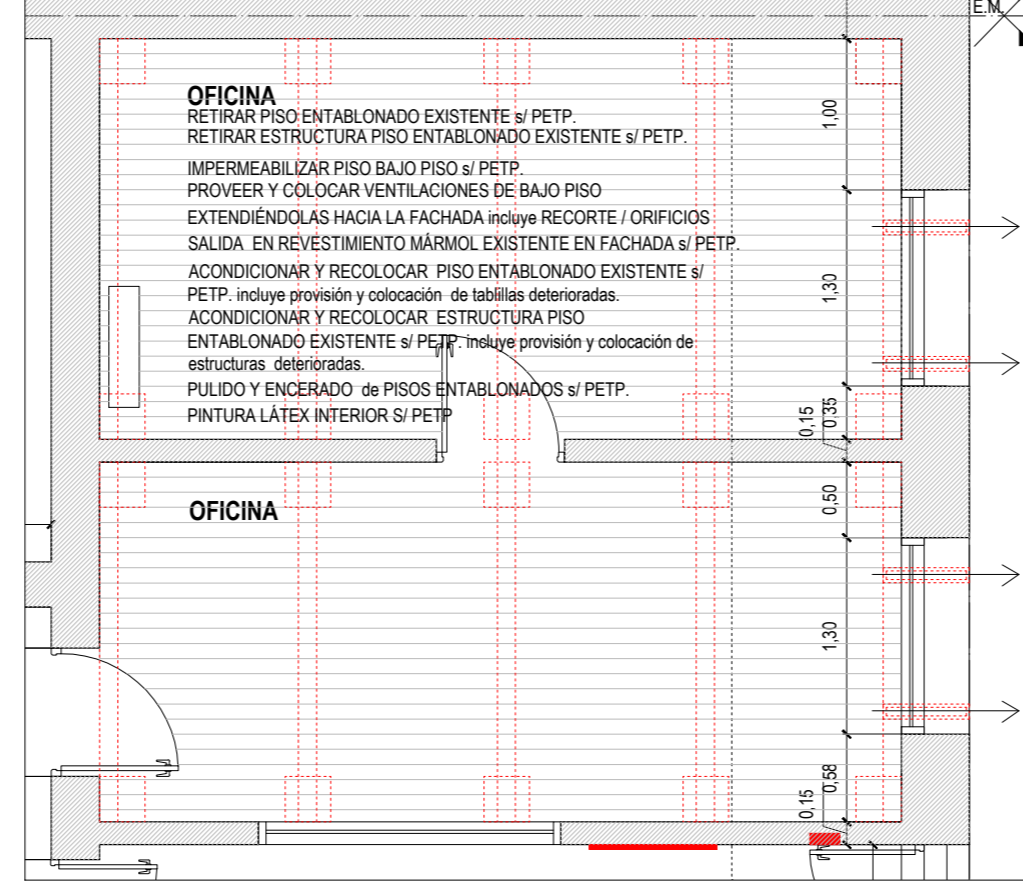 E.M.
OFICINA
RETIRAR PISO ENTABLONADO EXISTENTE s/ PETP.
RETIRAR ESTRUCTURA PISO ENTABLONADO EXISTENTE s/ PETP.
IMPERMEABILIZAR PISO BAJO PISO s/ PETP.
PROVEER Y COLOCAR VENTILACIONES DE BAJO PISO
EXTENDIÉNDOLAS HACIA LA FACHADA incluye RECORTE / ORIFICIOS
SALIDA EN REVESTIMIENTO MÁRMOL EXISTENTE EN FACHADA s/ PETP.
ACONDICIONAR Y RECOLOCAR PISO ENTABLONADO EXISTENTE s/
PETP. incluye provisión y colocación de tablillas deterioradas.
ACONDICIONAR Y RECOLOCAR ESTRUCTURA PISO
ENTABLONADO EXISTENTE s/ PETP. incluye provisión y colocación de
estructuras deterioradas.
PULIDO Y ENCERADO de PISOS ENTABLONADOS s/ PETP.
PINTURA LÁTEX INTERIOR S/ PETP
1,00
1,30
0,15
0,35
OFICINA
0,50
1,30
0,15
0,58